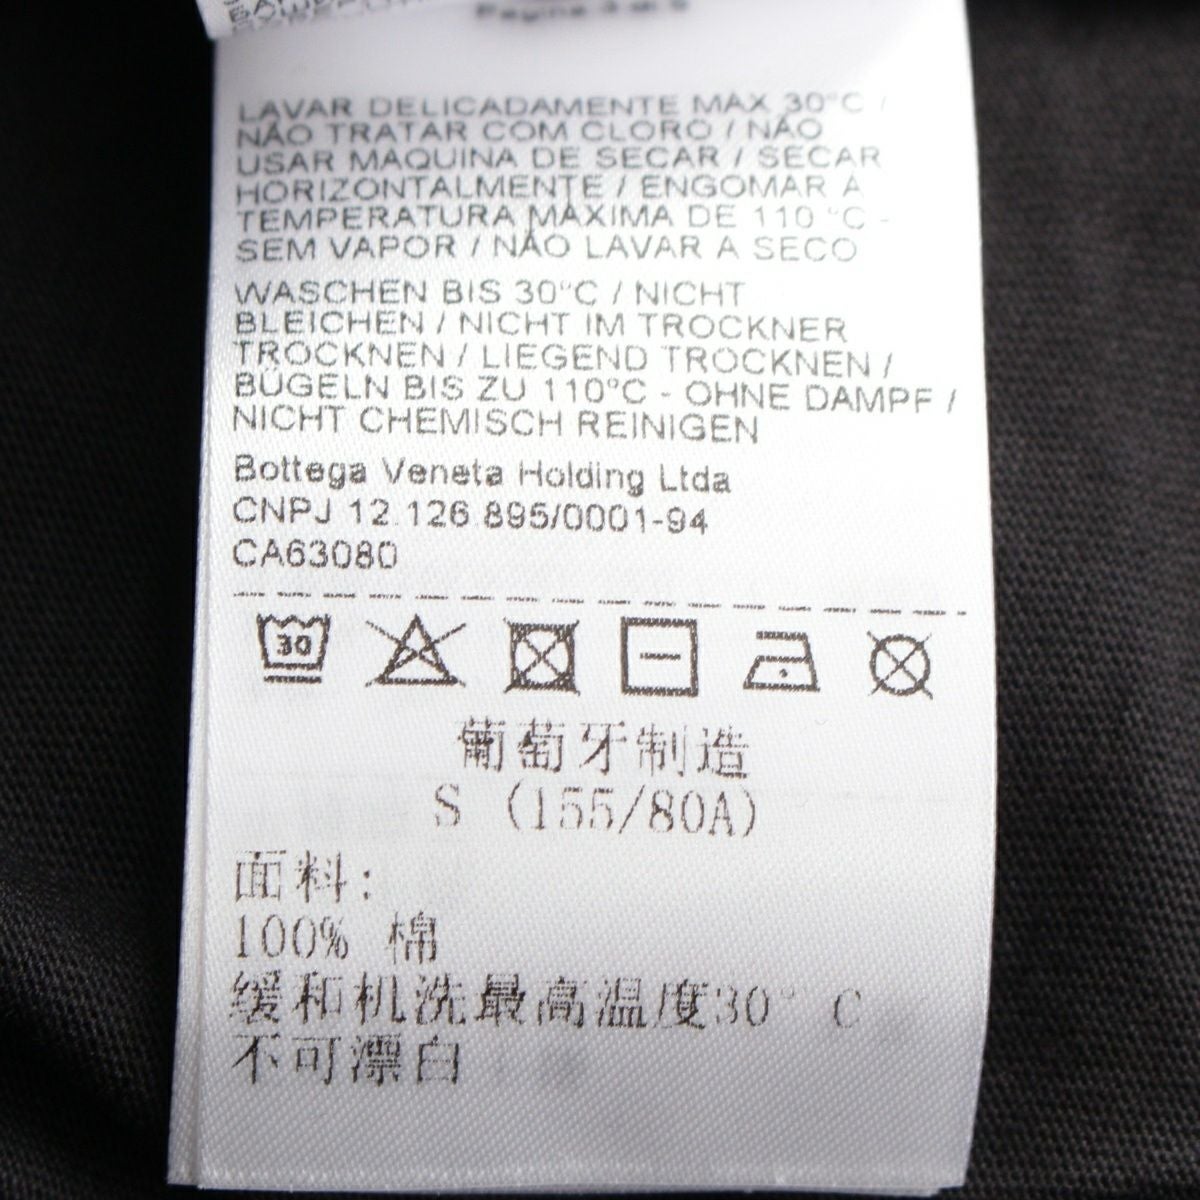 LAVAR DELICADAMENTE MÁX 30°C /
NÃO TRATAR COM CLORO / NÃO
USAR MAQUINA DE SECAR / SECAR
HORIZONTALMENTE / ENGOMAR A
TEMPERATURA MÁXIMA DE 110 °C -
SEM VAPOR / NÃO LAVAR A SECO
WASCHEN BIS 30°C / NICHT
BLEICHEN / NICHT IM TROCKNER
TROCKNEN / LIEGEND TROCKNEN /
BÜGELN BIS ZU 110°C - OHNE DAMPF /
NICHT CHEMISCH REINIGEN
Bottega Veneta Holding Ltda
CNPJ 12.126.895/0001-94
CA63080
30
葡萄牙制造
S (155/80A)
面料:
100% 棉
缓和机洗最高温度30° C
不可漂白